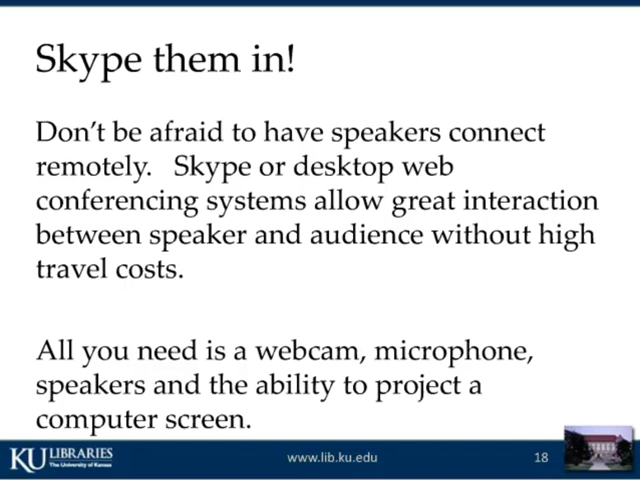 Skype them in!
Don't be afraid to have speakers connect
remotely. Skype or desktop web
conferencing systems allow great interaction
between speaker and audience without high
travel costs.
All you need is a webcam, microphone,
speakers and the ability to project a
computer screen.
KU LIBRARIES
The University of Kansas
www.lib.ku.edu
18